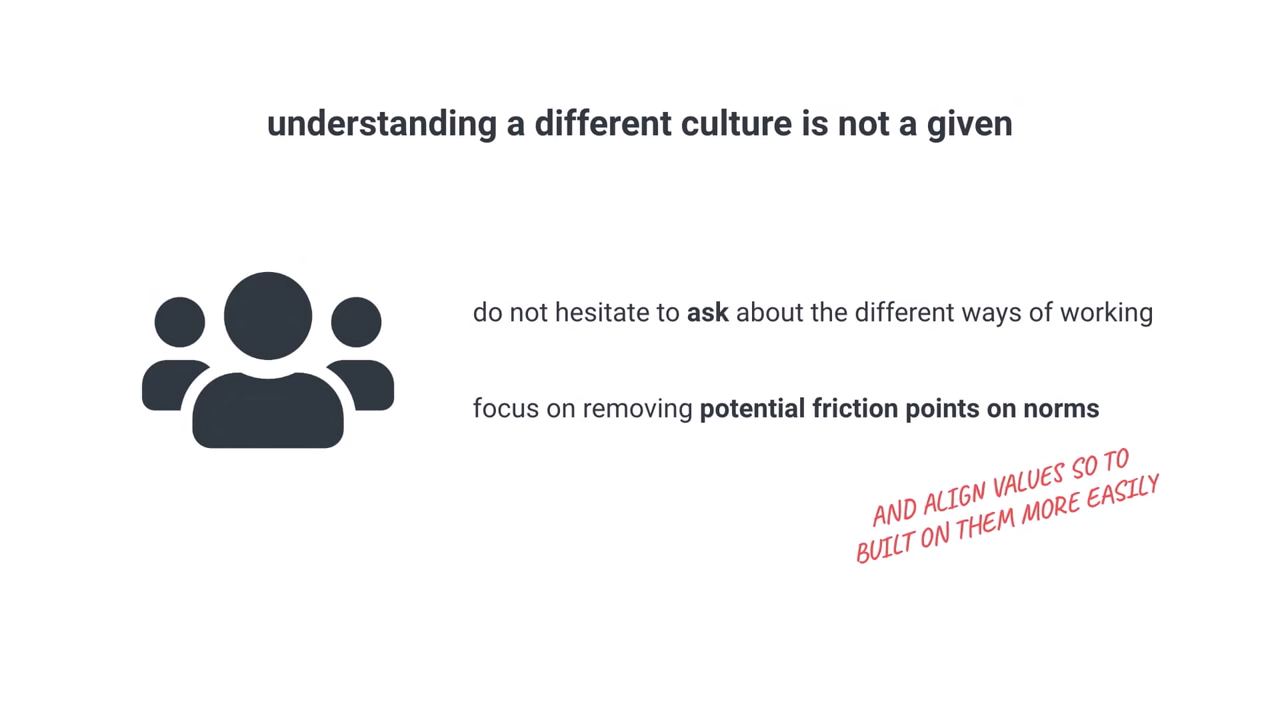 understanding a different culture is not a given
do not hesitate to ask about the different ways of working
focus on removing potential friction points on norms
AND ALIGN VALUES SO TO
BUILT ON THEM MORE EASILY